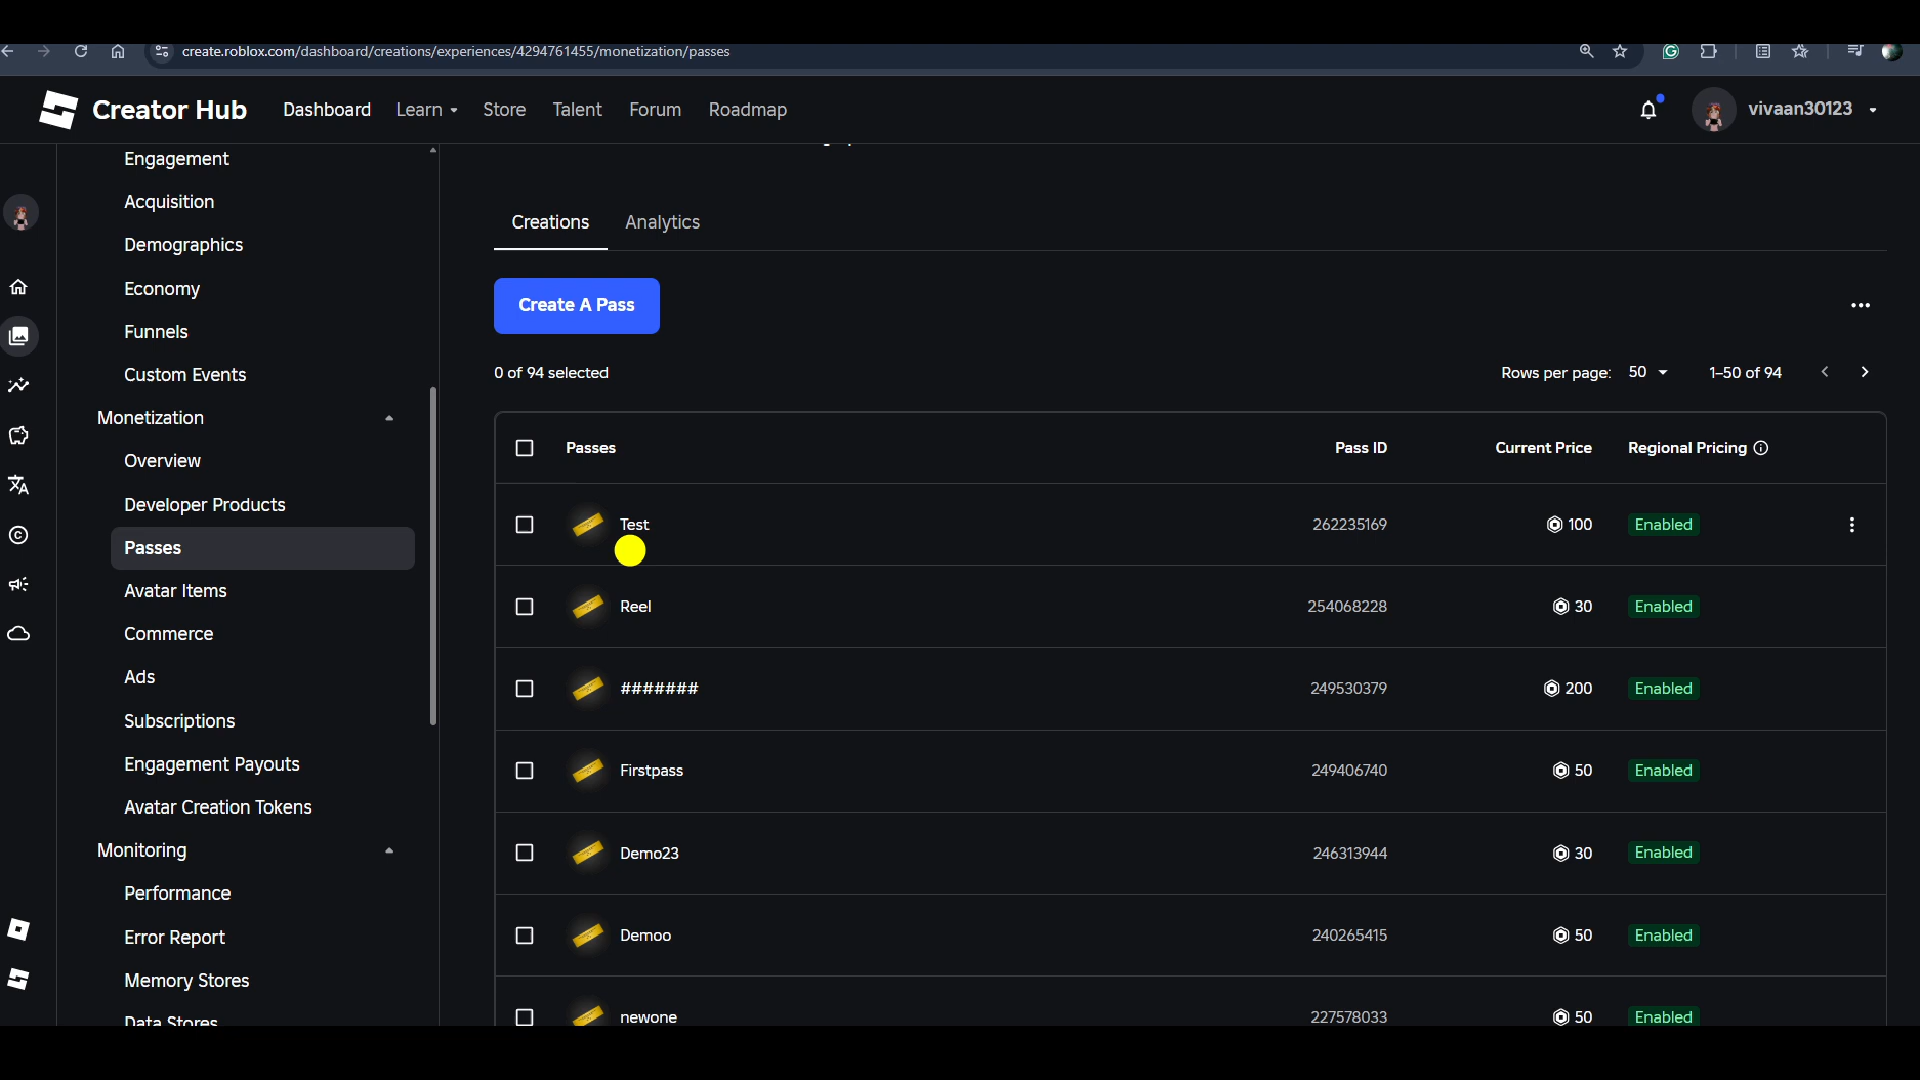 create.roblox.com/dashboard/creations/experiences/4294761455/monetization/passes
Creator Hub
Dashboard
Learn
Store
Talent
Forum
Roadmap
vivaan30123
Engagement
Acquisition
Demographics
Economy
Funnels
Custom Events
Monetization
Overview
Developer Products
Passes
Avatar Items
Commerce
Ads
Subscriptions
Engagement Payouts
Avatar Creation Tokens
Monitoring
Performance
Error Report
Memory Stores
Data Stores
Creations
Analytics
Create A Pass
0 of 94 selected
Rows per page: 50
1-50 of 94
Passes Pass ID Current Price Regional Pricing
Test 262235169 100 Enabled
Reel 254068228 30 Enabled
####### 249530379 200 Enabled
Firstpass 249406740 50 Enabled
Demo23 246313944 30 Enabled
Demoo 240265415 50 Enabled
newone 227578033 50 Enabled